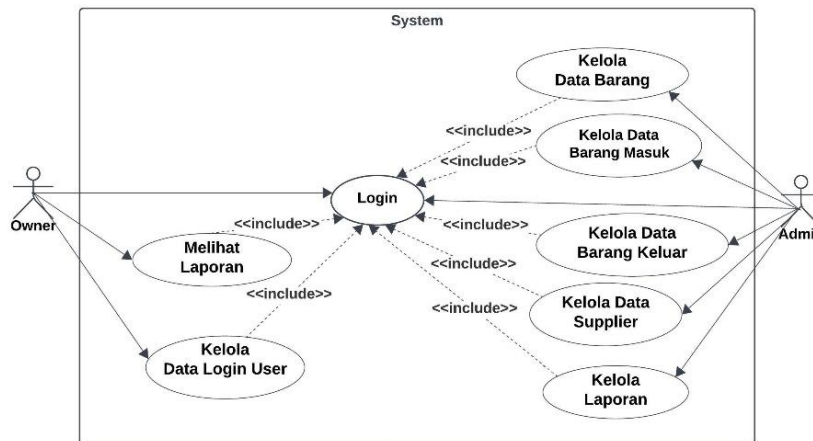 System
Kelola
Data Barang
<<include>>
Kelola Data
Barang Masuk
<<include>>
Login
Owner
Admi
<<include>>
Melihat
Laporan
<<include>>
Kelola Data
Barang Keluar
<<include>>
<<include>>
Kelola Data
Supplier
<<include>>
Kelola
Data Login User
Kelola
Laporan